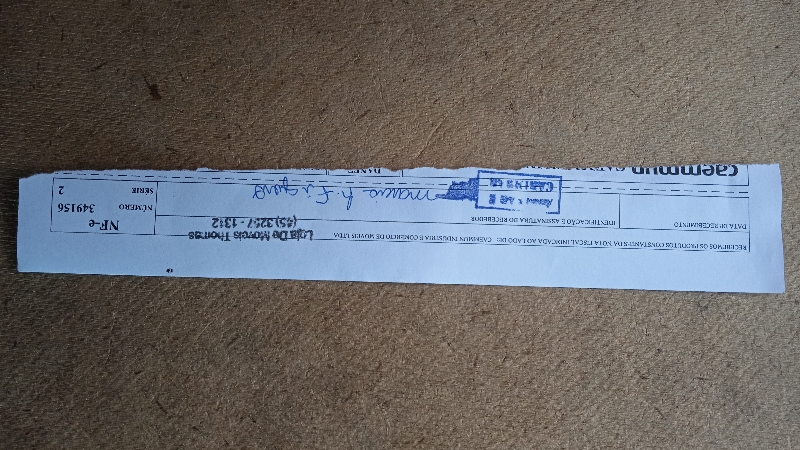 RECEBEMOS OS PRODUTOS CONSTANTES DA NOTA FISCAL INDICADA AO LADO DE: CAEMMUN INDUSTRIA E COMERCIO DE MOVEIS LTDA
Loja De Moveis Thomas
(45)3257 - 1312
DATA DE RECEBIMENTO
IDENTIFICAÇÃO E ASSINATURA DO RECEBEDOR
NF-e
NÚMERO 349156
SÉRIE 2
caemmun
DANFE